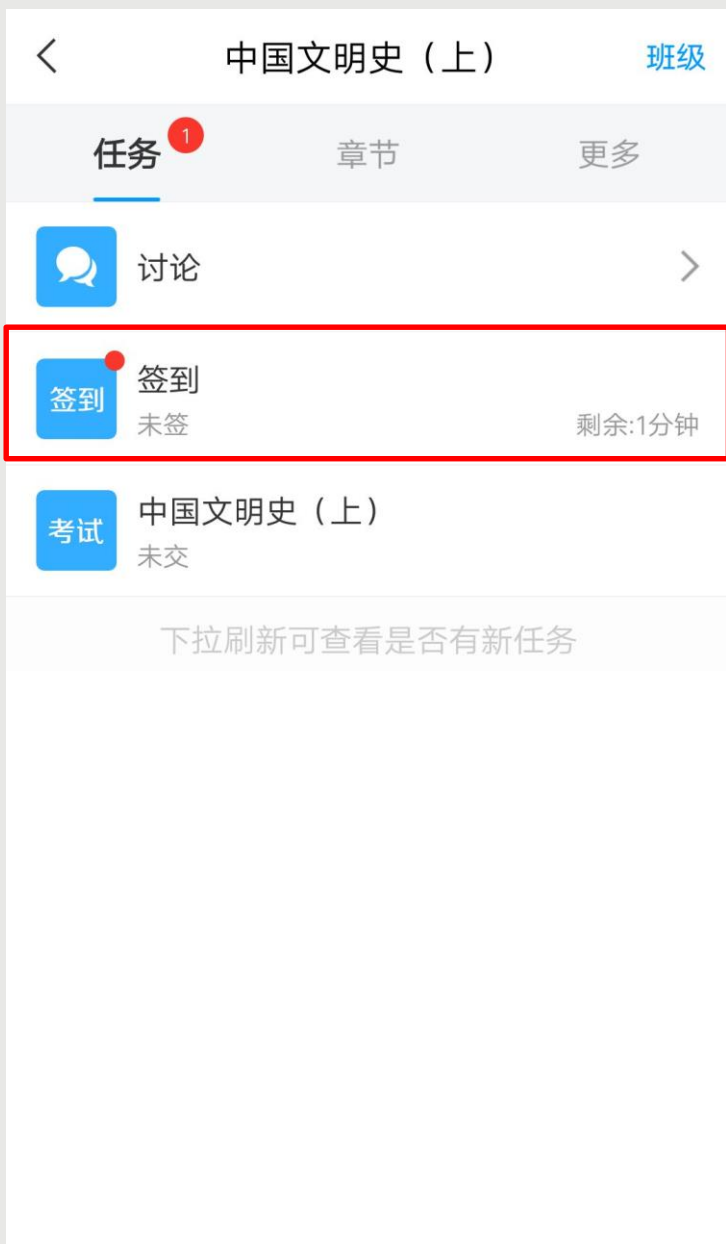 中国文明史（上）
班级
任务 1
章节
更多
讨论
签到
签到
未签
剩余:1分钟
考试
中国文明史（上）
未交
下拉刷新可查看是否有新任务